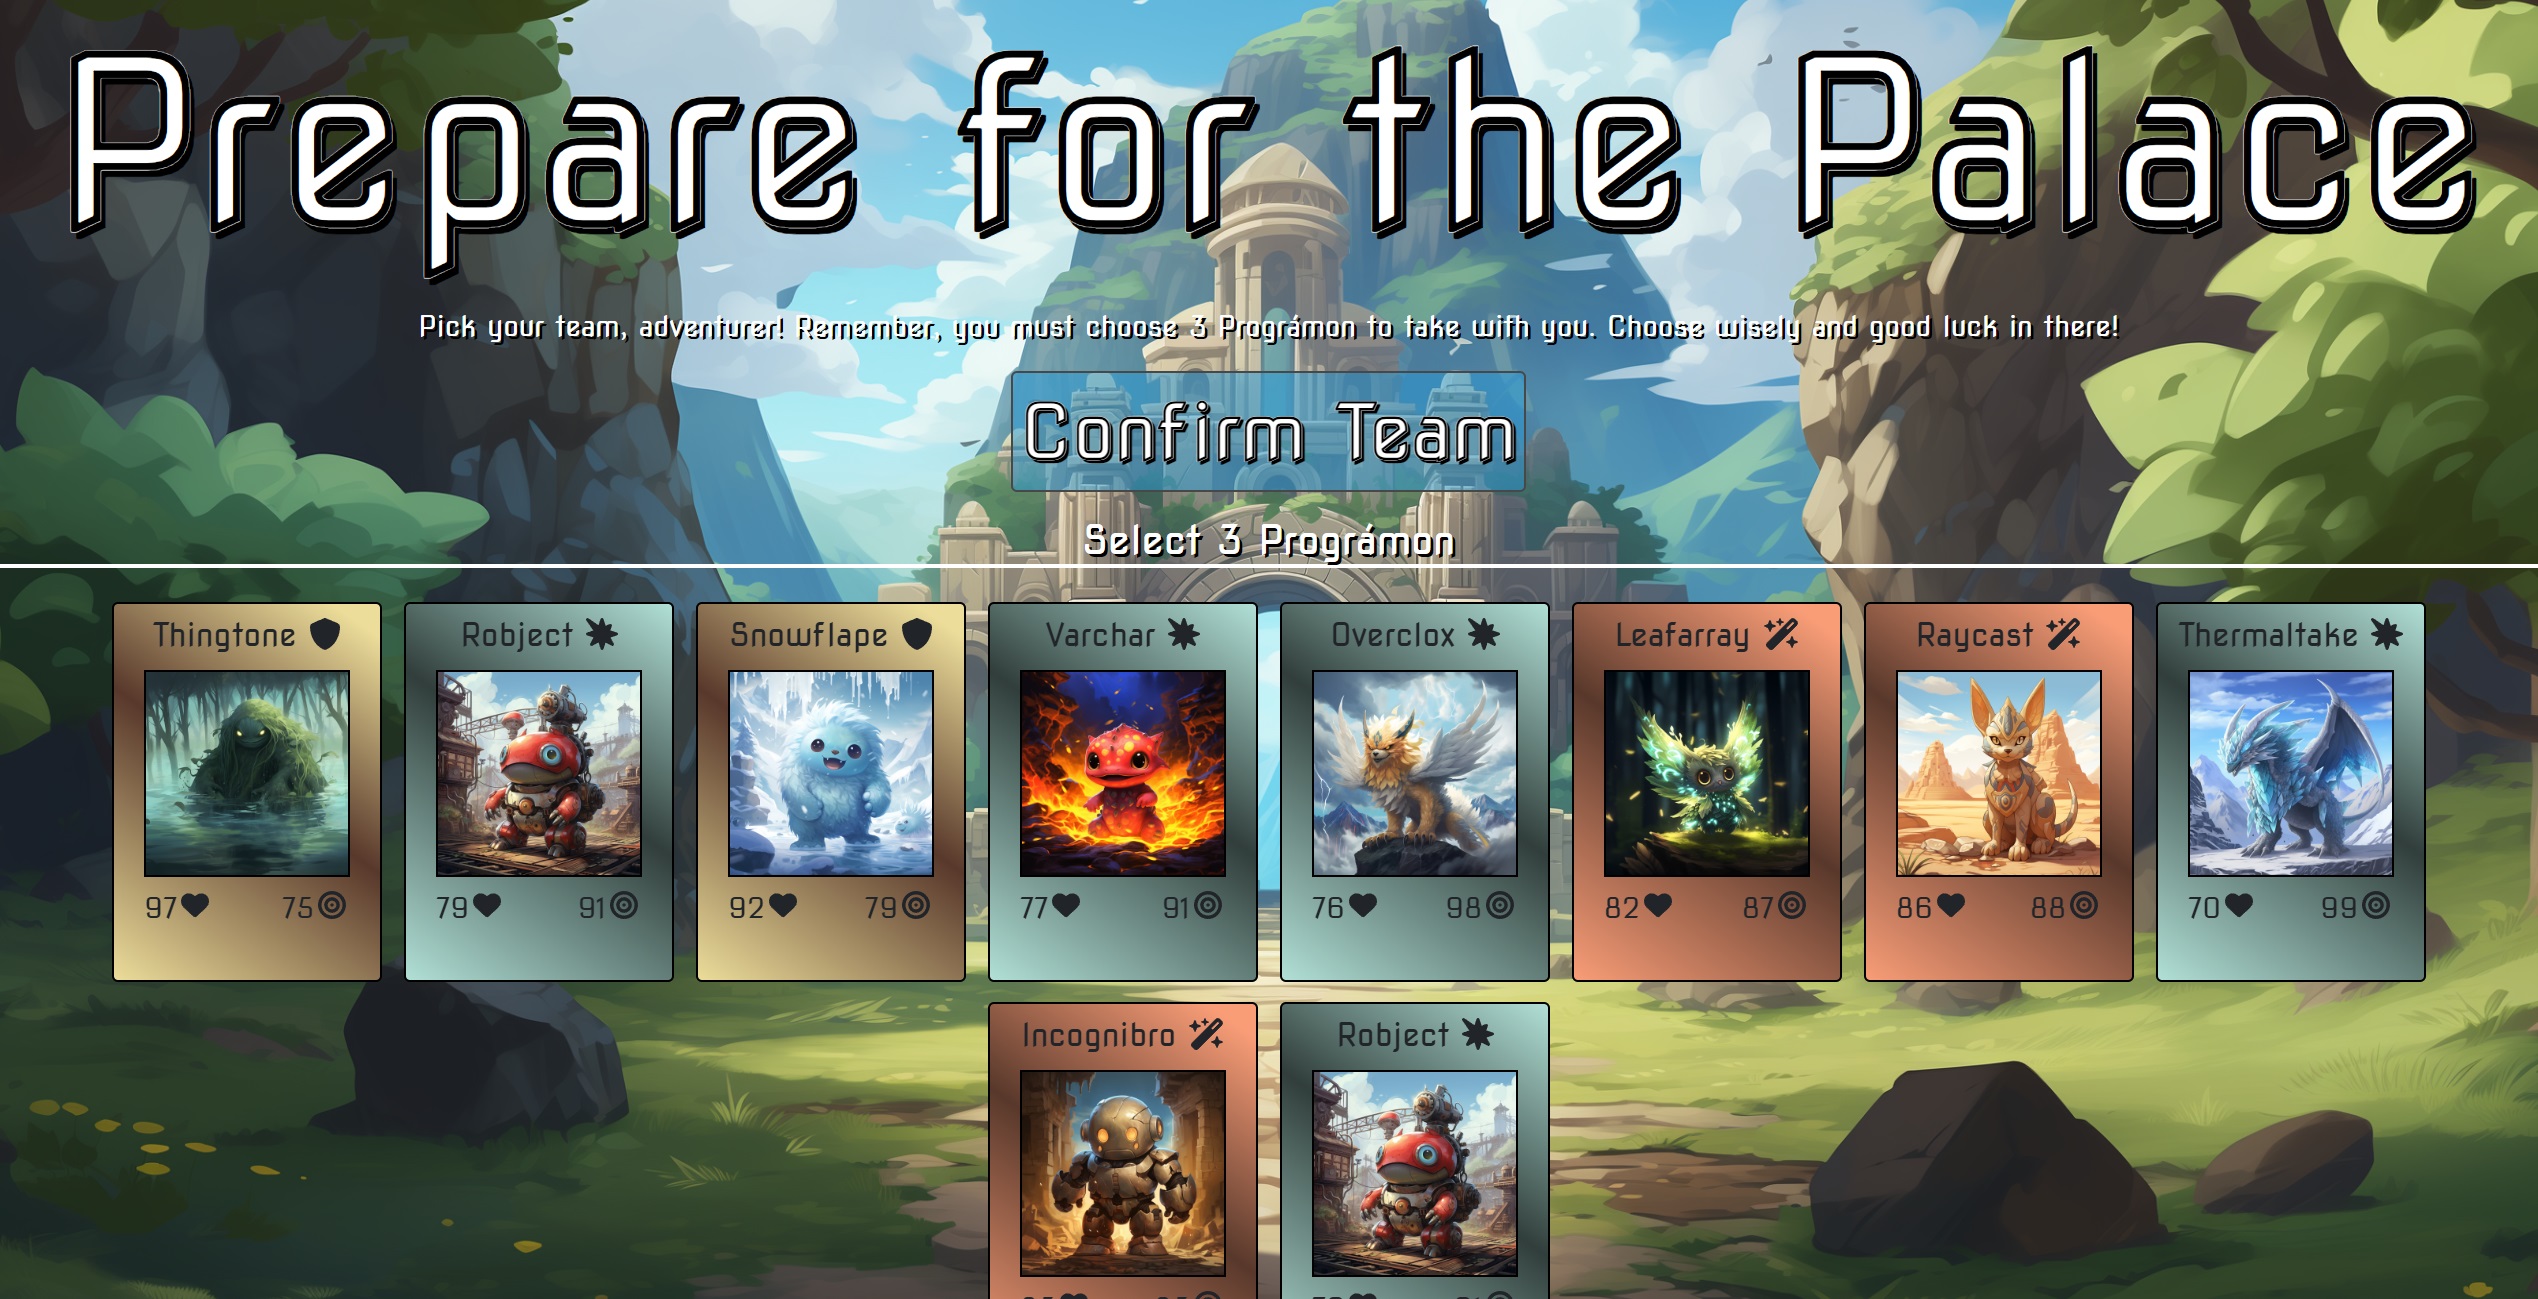 Prepare for the Palace
Pick your team, adventurer! Remember, you must choose 3 Prográmon to take with you. Choose wisely and good luck in there!
Confirm Team
Select 3 Prográmon
Thingtone
97 75
Robject
79 91
Snowflape
92 79
Varchar
77 91
Overclox
76 98
Leafarray
82 87
Raycast
86 88
Thermaltake
70 99
Incognibro
Robject